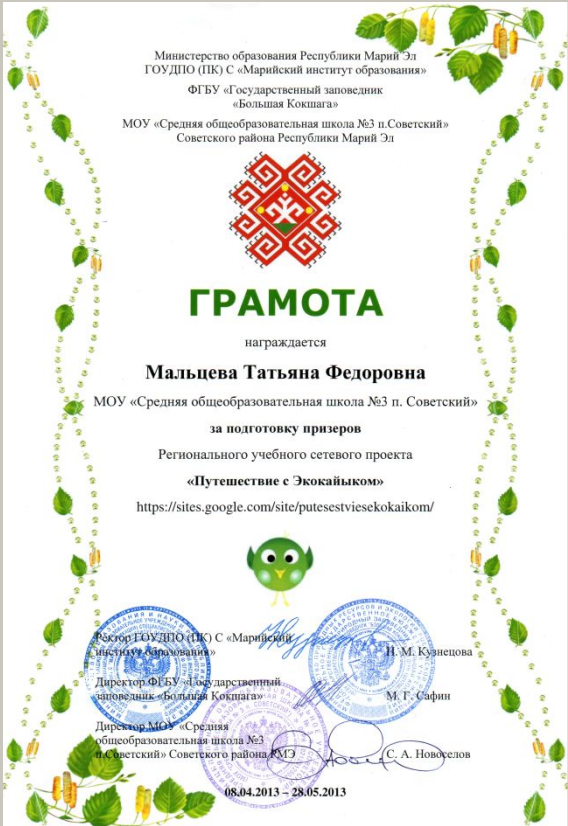 Министерство образования Республики Марий Эл
ГОУДПО (ПК) С «Марийский институт образования»
ФГБУ «Государственный заповедник
«Большая Кокшага»
МОУ «Средняя общеобразовательная школа №3 п.Советский»
Советского района Республики Марий Эл
ГРАМОТА
награждается
Мальцева Татьяна Федоровна
МОУ «Средняя общеобразовательная школа №3 п. Советский»
за подготовку призеров
Регионального учебного сетевого проекта
«Путешествие с Экокайыком»
https://sites.google.com/site/putesestviesekokaikom/
Ректор ГОУДПО (ПК) С «Марийский
институт образования»
Н. М. Кузнецова
Директор ФГБУ «Государственный
заповедник «Большая Кокшага»
М. Г. Сафин
Директор МОУ «Средняя
общеобразовательная школа №3
п.Советский» Советского района РМЭ
С. А. Новоселов
08.04.2013 – 28.05.2013